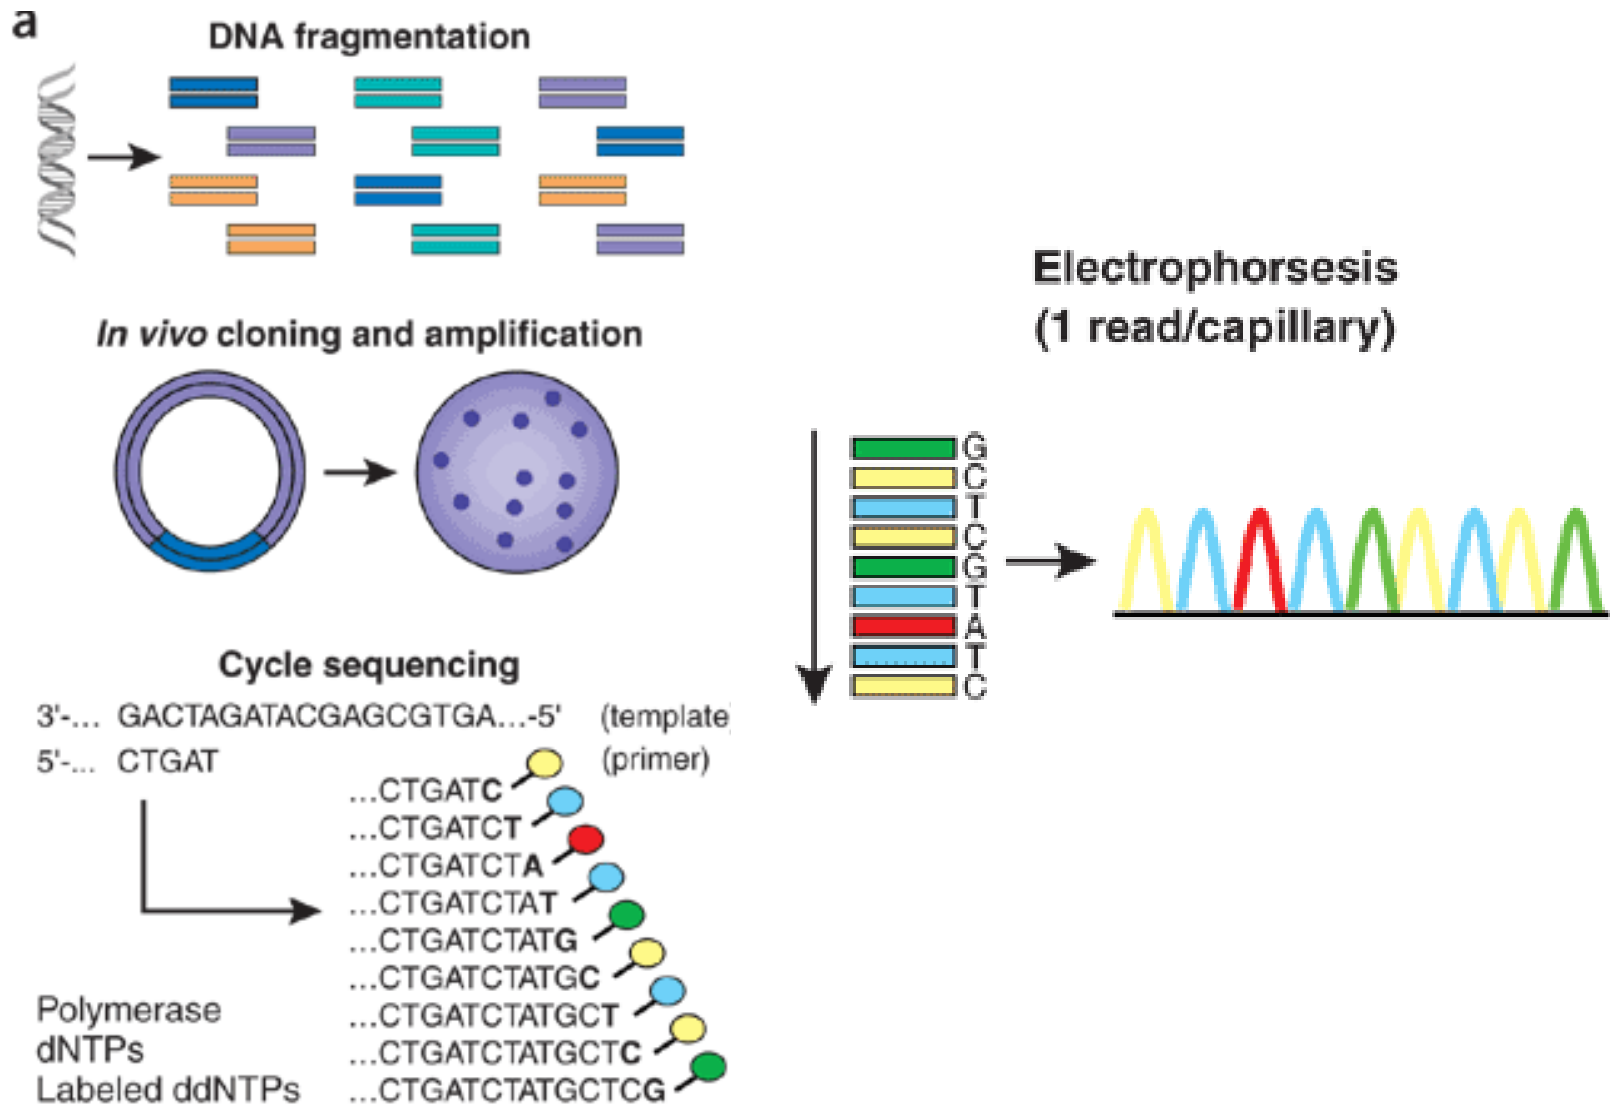 a
DNA fragmentation
In vivo cloning and amplification
Cycle sequencing
3'-... GACTAGATACGAGCGTGA...-5' (template
5'-... CTGAT (primer)
...CTGATC
...CTGATCT
...CTGATCTA
...CTGATCTAT
...CTGATCTATG
...CTGATCTATGC
...CTGATCTATGCT
...CTGATCTATGCTC
...CTGATCTATGCTCG
Polymerase
dNTPs
Labeled ddNTPs
Electrophorsesis
(1 read/capillary)
G
C
T
C
G
T
A
T
C